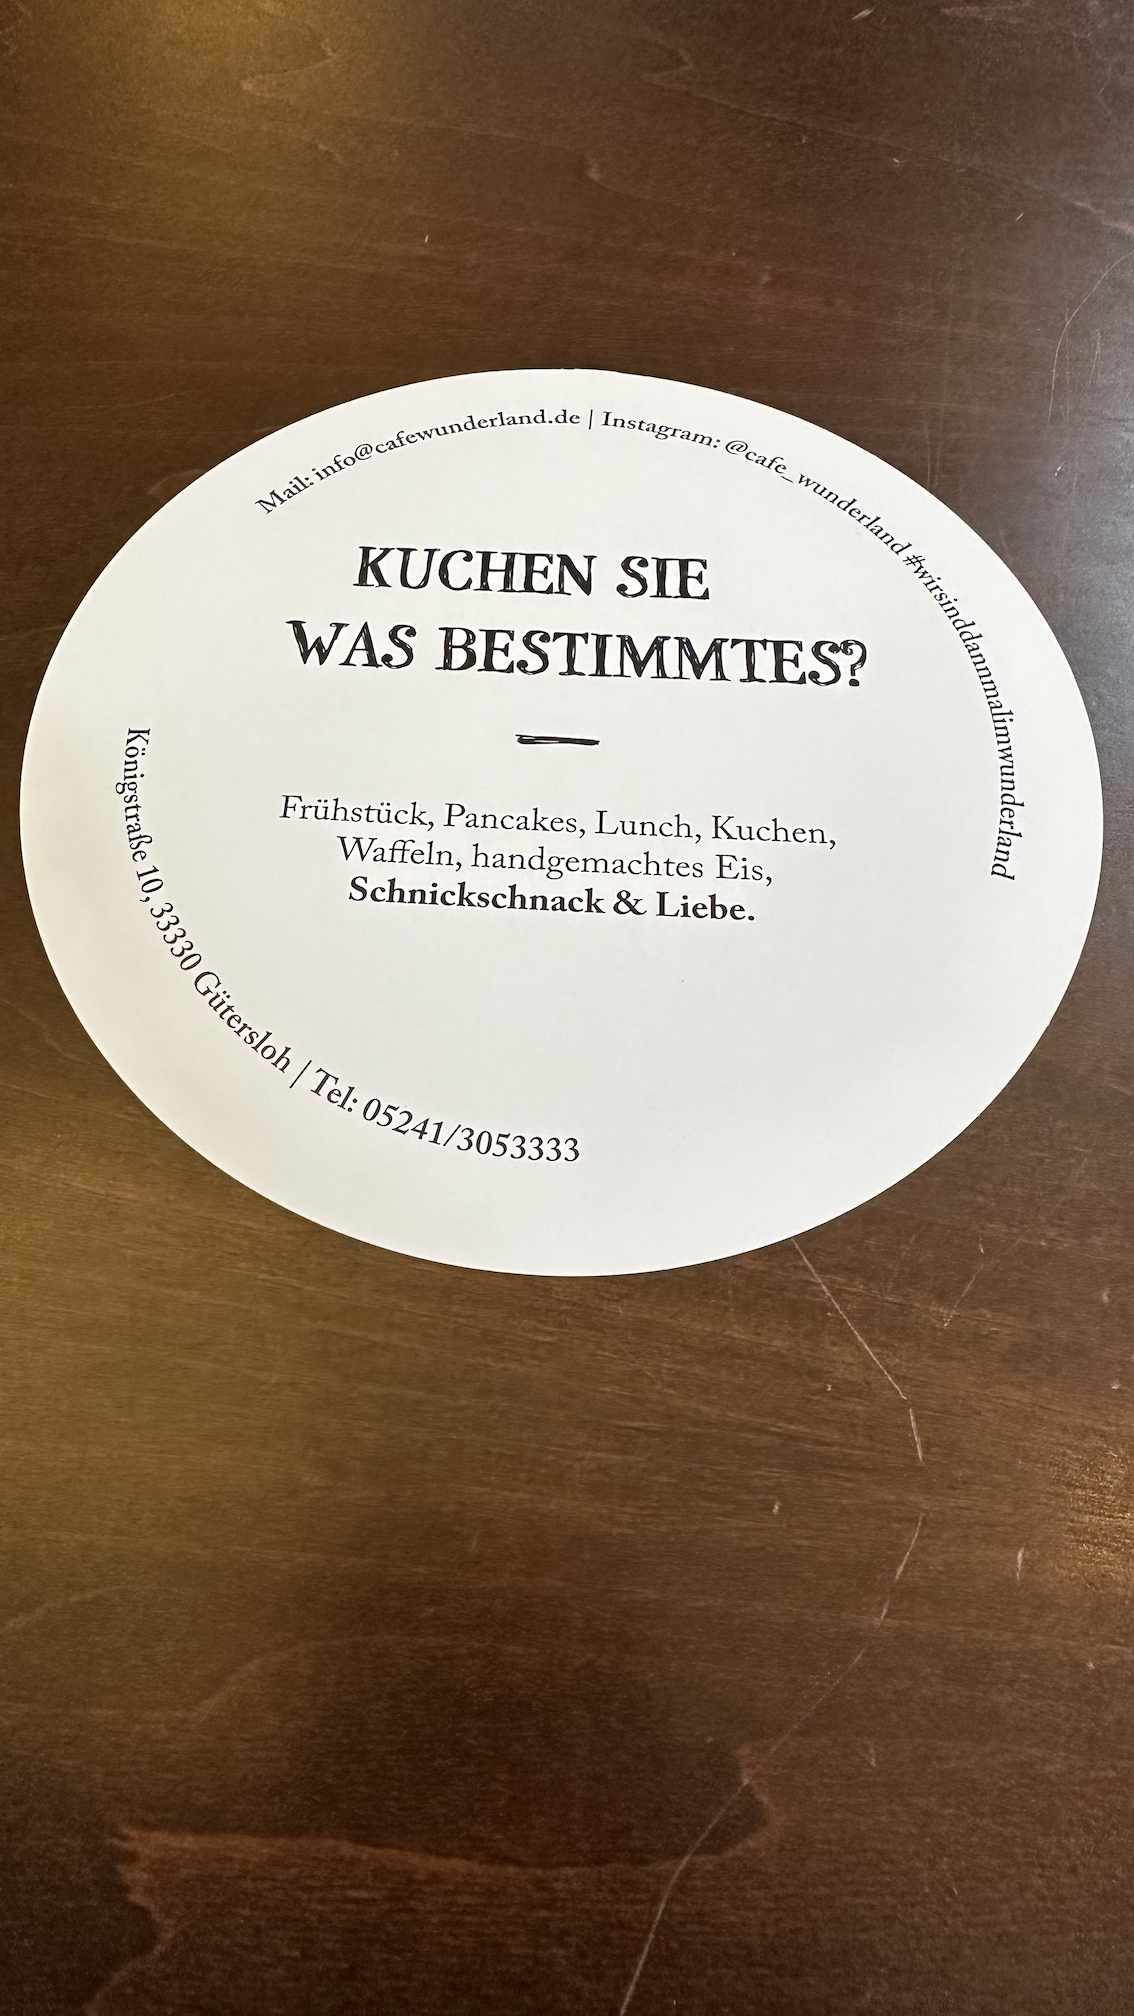 Mail: info@cafewunderland.de | Instagram: @cafe_wunderland #wirsinddannmalimwunderland
KUCHEN SIE
WAS BESTIMMTES?
Frühstück, Pancakes, Lunch, Kuchen,
Waffeln, handgemachtes Eis,
Schnickschnack & Liebe.
Königstraße 10, 33330 Gütersloh | Tel: 05241/3053333